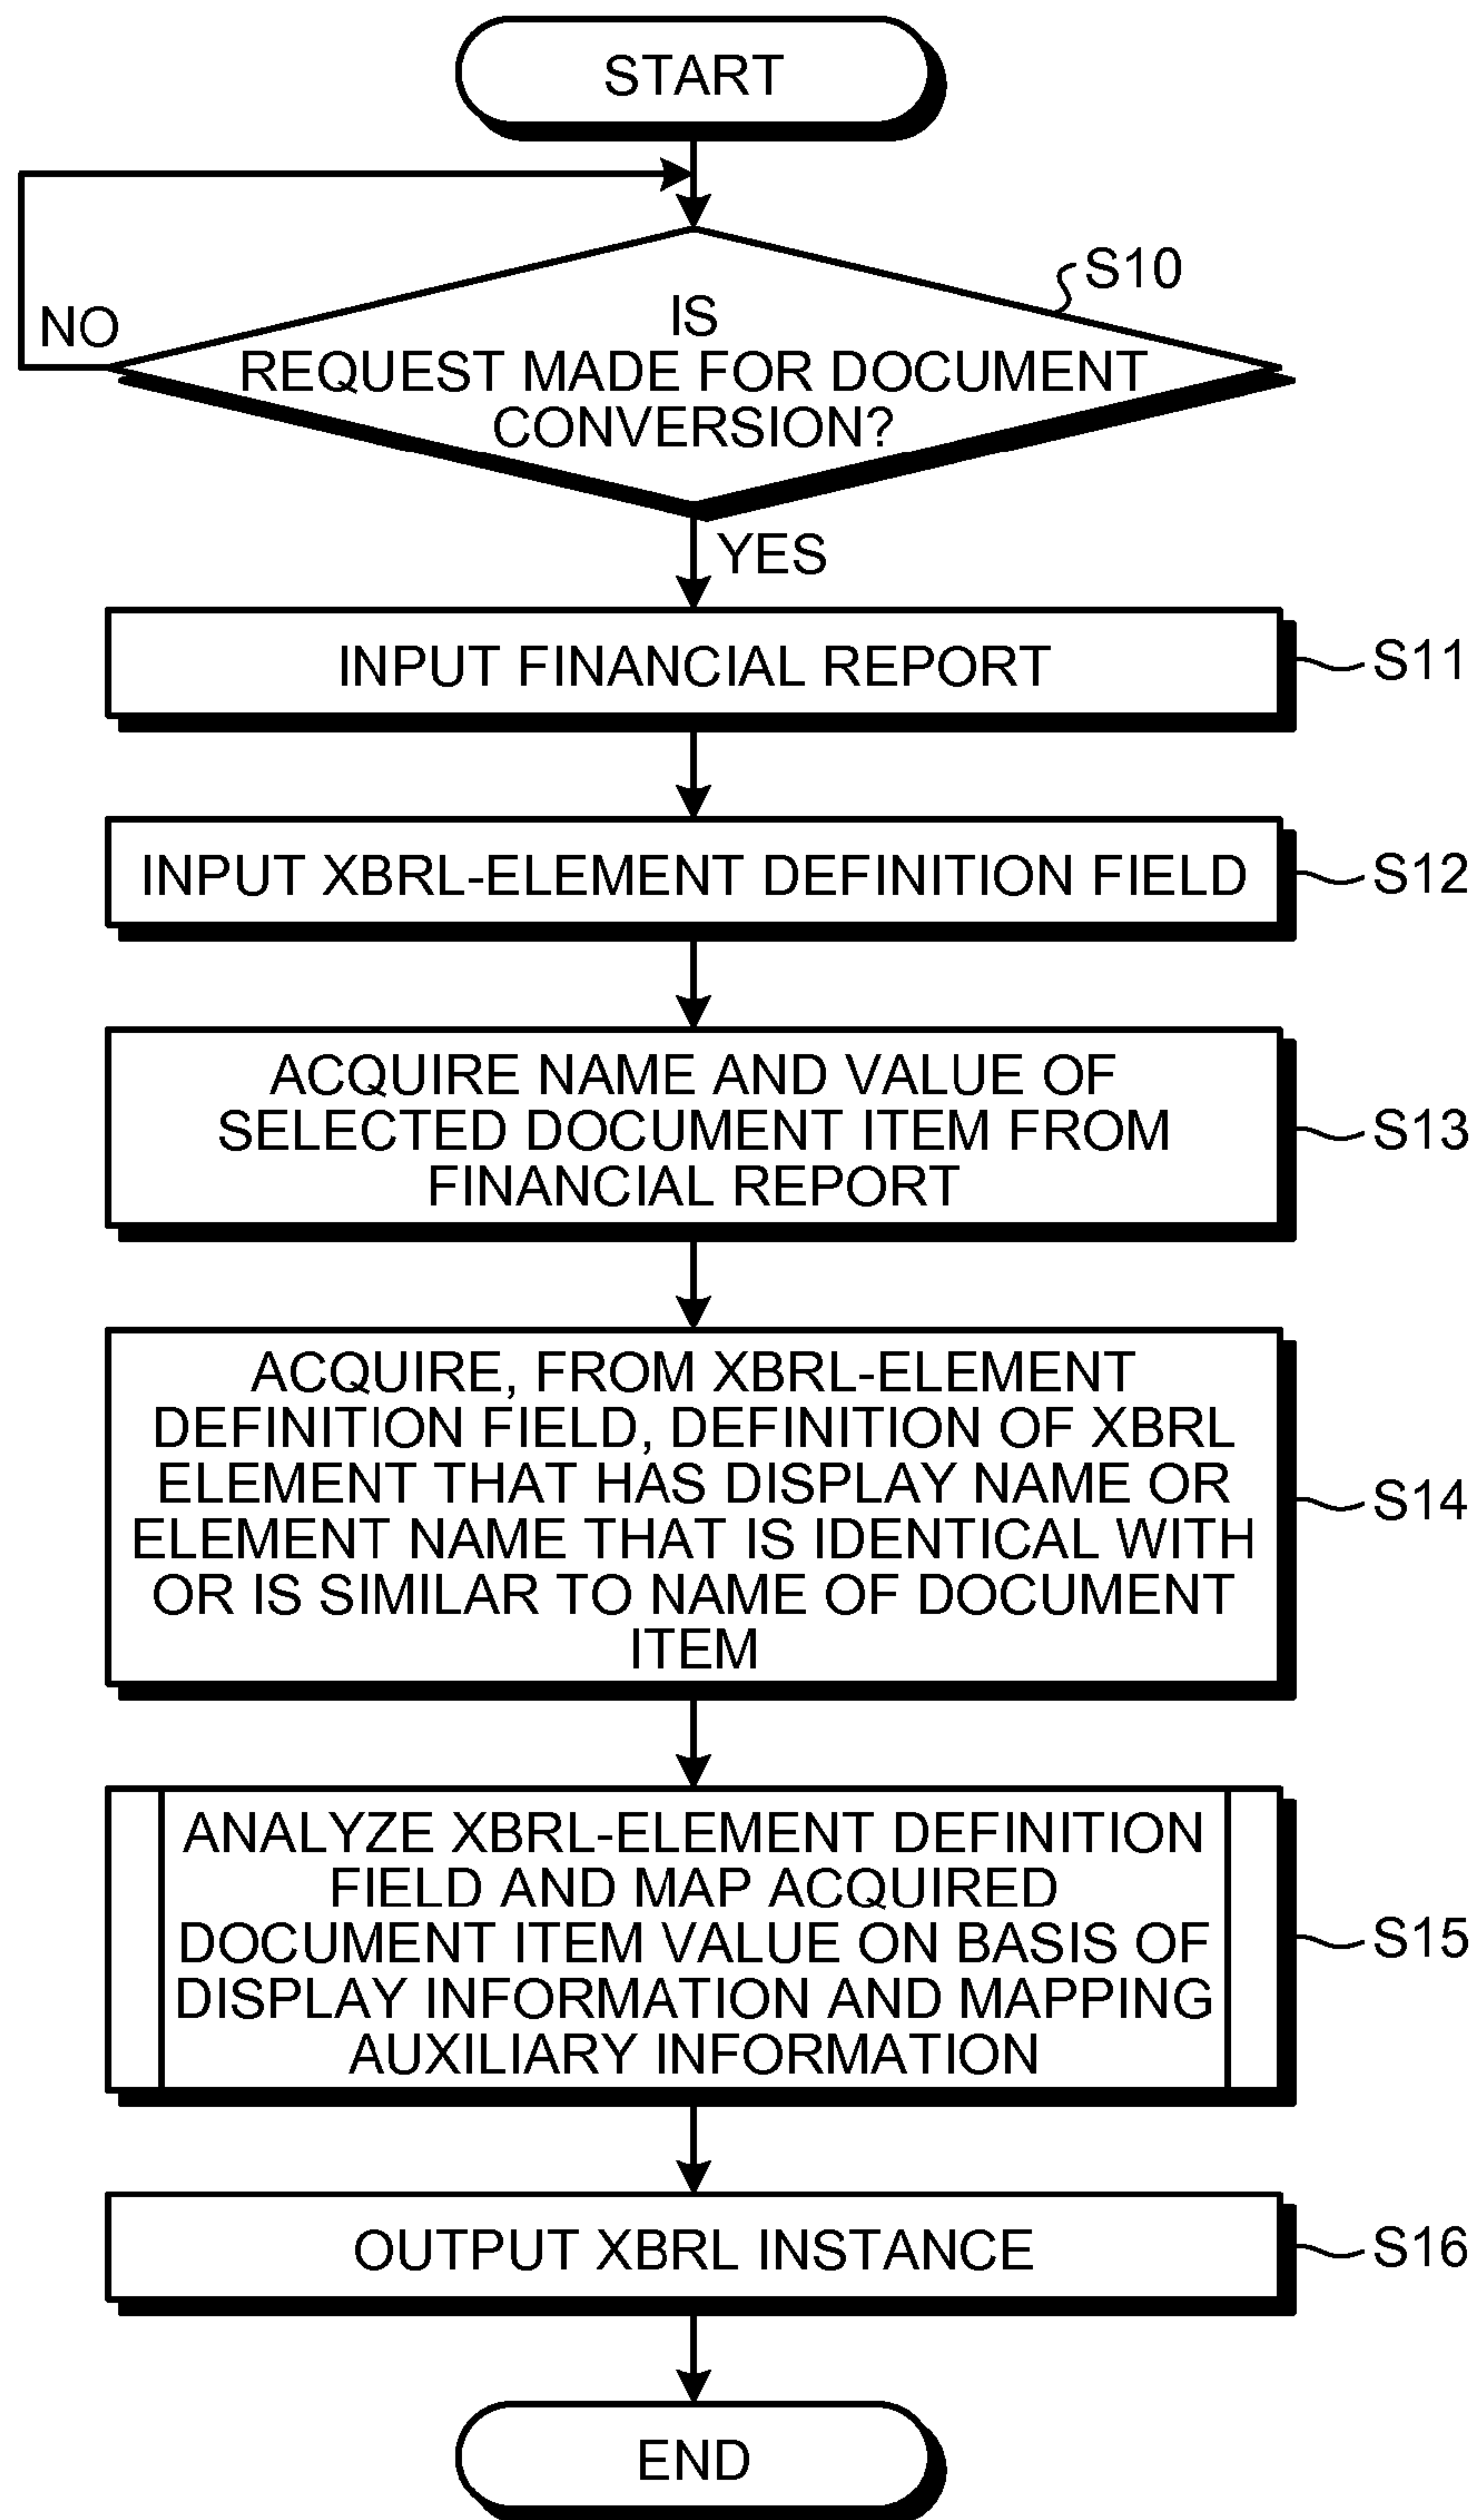 START
S10
NO
IS
REQUEST MADE FOR DOCUMENT
CONVERSION?
YES
INPUT FINANCIAL REPORT
S11
INPUT XBRL-ELEMENT DEFINITION FIELD
S12
ACQUIRE NAME AND VALUE OF
SELECTED DOCUMENT ITEM FROM
FINANCIAL REPORT
S13
ACQUIRE, FROM XBRL-ELEMENT
DEFINITION FIELD, DEFINITION OF XBRL
ELEMENT THAT HAS DISPLAY NAME OR
ELEMENT NAME THAT IS IDENTICAL WITH
OR IS SIMILAR TO NAME OF DOCUMENT
ITEM
S14
ANALYZE XBRL-ELEMENT DEFINITION
FIELD AND MAP ACQUIRED
DOCUMENT ITEM VALUE ON BASIS OF
DISPLAY INFORMATION AND MAPPING
AUXILIARY INFORMATION
S15
OUTPUT XBRL INSTANCE
S16
END